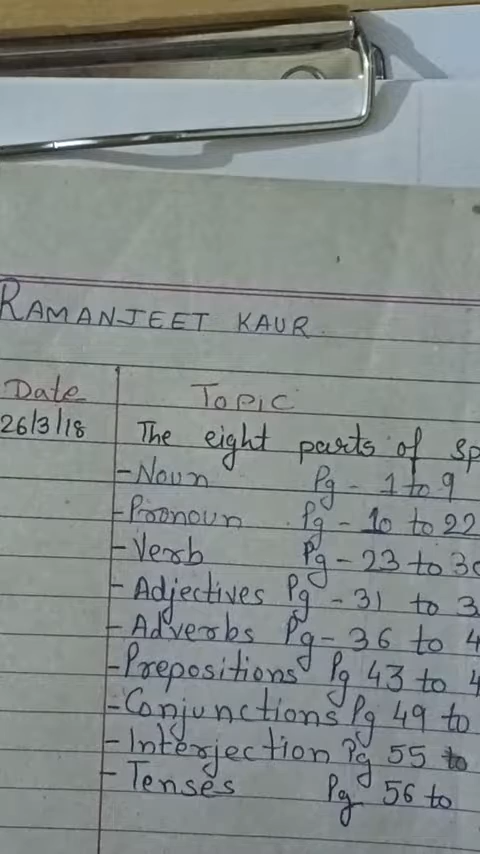 RAMANJEET KAUR
Date Topic
26/3/18 The eight parts of
- Noun Pg - 1 to 9
- Pronoun Pg - 10 to 22
- Verb Pg - 23 to
- Adjectives Pg - 31 to
- Adverbs Pg - 36 to
- Prepositions Pg 43 to
- Conjunctions Pg 49 to
- Interjection Pg 55 to
- Tenses Pg 56 to